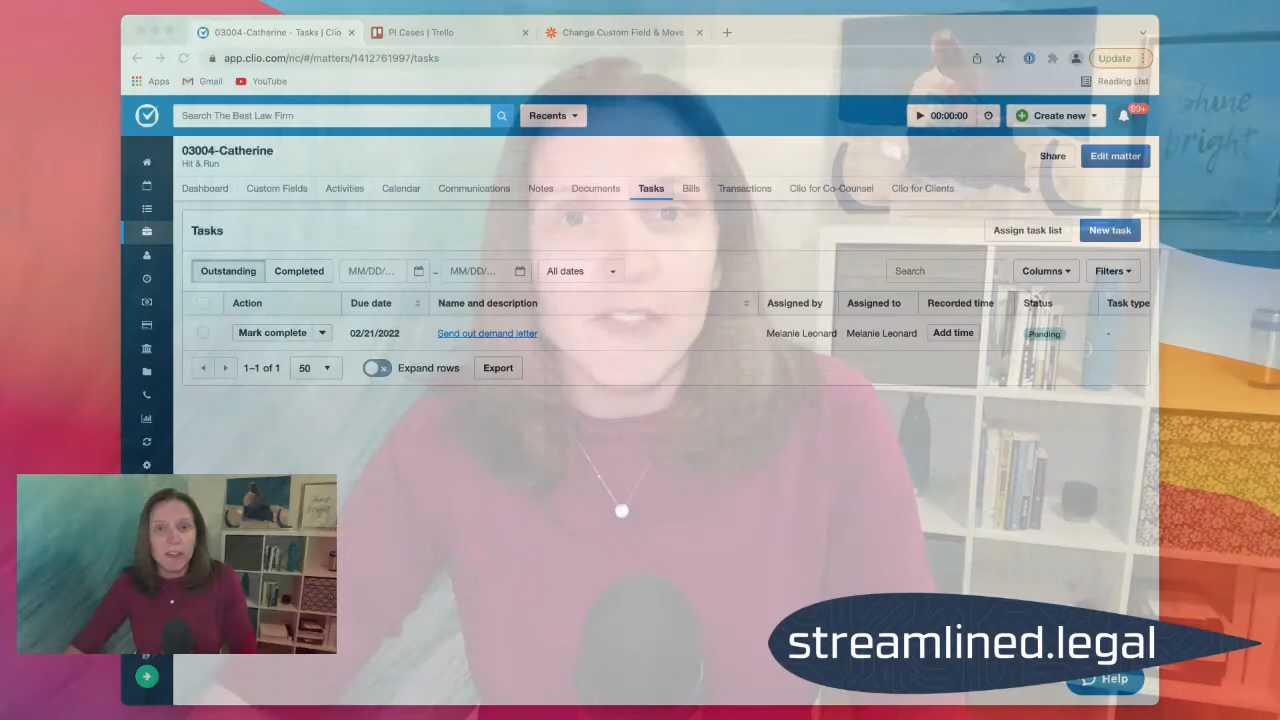 03004-Catherine - Tasks | Clio
PI Cases | Trello
Change Custom Field & Move
app.clio.com/nc/#/matters/1412761997/tasks
Update
Apps
Gmail
YouTube
Reading List
Search The Best Law Firm
Recents
00:00:00
Create new
99+
Shine
bright
03004-Catherine
Hit & Run
Share
Edit matter
Dashboard
Custom Fields
Activities
Calendar
Communications
Notes
Documents
Tasks
Bills
Transactions
Clio for Co-Counsel
Clio for Clients
Tasks
Assign task list
New task
Outstanding
Completed
MM/DD/...
–
MM/DD/...
All dates
Search
Columns
Filters
Action
Due date
Name and description
Assigned by
Assigned to
Recorded time
Status
Task type
Mark complete
02/21/2022
Send out demand letter
Melanie Leonard
Melanie Leonard
Add time
Pending
-
1–1 of 1
50
Expand rows
Export
Shine
bright
streamlined.legal
Help